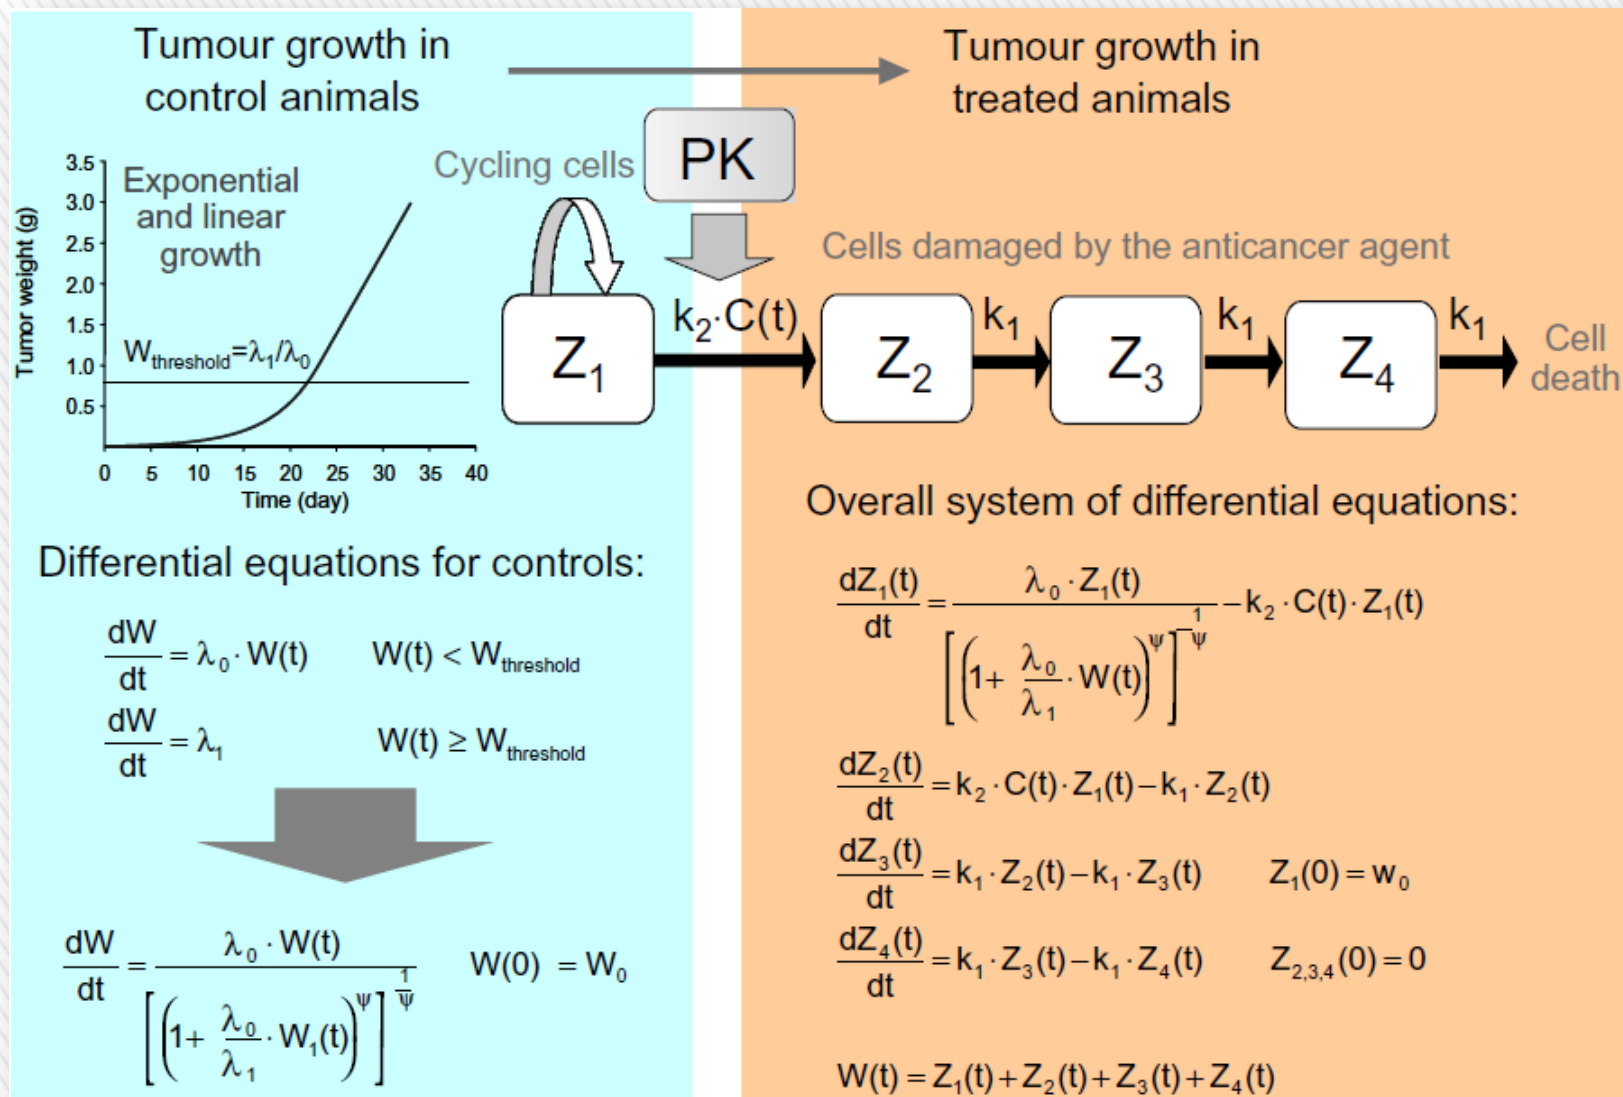 Tumour growth in
control animals
Tumour growth in
treated animals
PK
Cycling cells
Exponential
and linear
growth
Tumor weight (g)
3.5
3.0
2.5
2.0
1.5
1.0
0.5
W_threshold=λ₁/λ₀
0 5 10 15 20 25 30 35 40
Time (day)
Cells damaged by the anticancer agent
Z₁
k₂·C(t)
Z₂
k₁
Z₃
k₁
Z₄
k₁
Cell
death
Differential equations for controls:
dW/dt = λ₀ · W(t) W(t) < W_threshold
dW/dt = λ₁ W(t) ≥ W_threshold
dW/dt = λ₀ · W(t) / [(1 + λ₀/λ₁ · W₁(t))^ψ]^(1/ψ) W(0) = W₀
Overall system of differential equations:
dZ₁(t)/dt = λ₀ · Z₁(t) / [(1 + λ₀/λ₁ · W(t))^ψ]^(-1/ψ) − k₂ · C(t) · Z₁(t)
dZ₂(t)/dt = k₂ · C(t) · Z₁(t) − k₁ · Z₂(t)
dZ₃(t)/dt = k₁ · Z₂(t) − k₁ · Z₃(t) Z₁(0) = w₀
dZ₄(t)/dt = k₁ · Z₃(t) − k₁ · Z₄(t) Z₂,₃,₄(0) = 0
W(t) = Z₁(t) + Z₂(t) + Z₃(t) + Z₄(t)